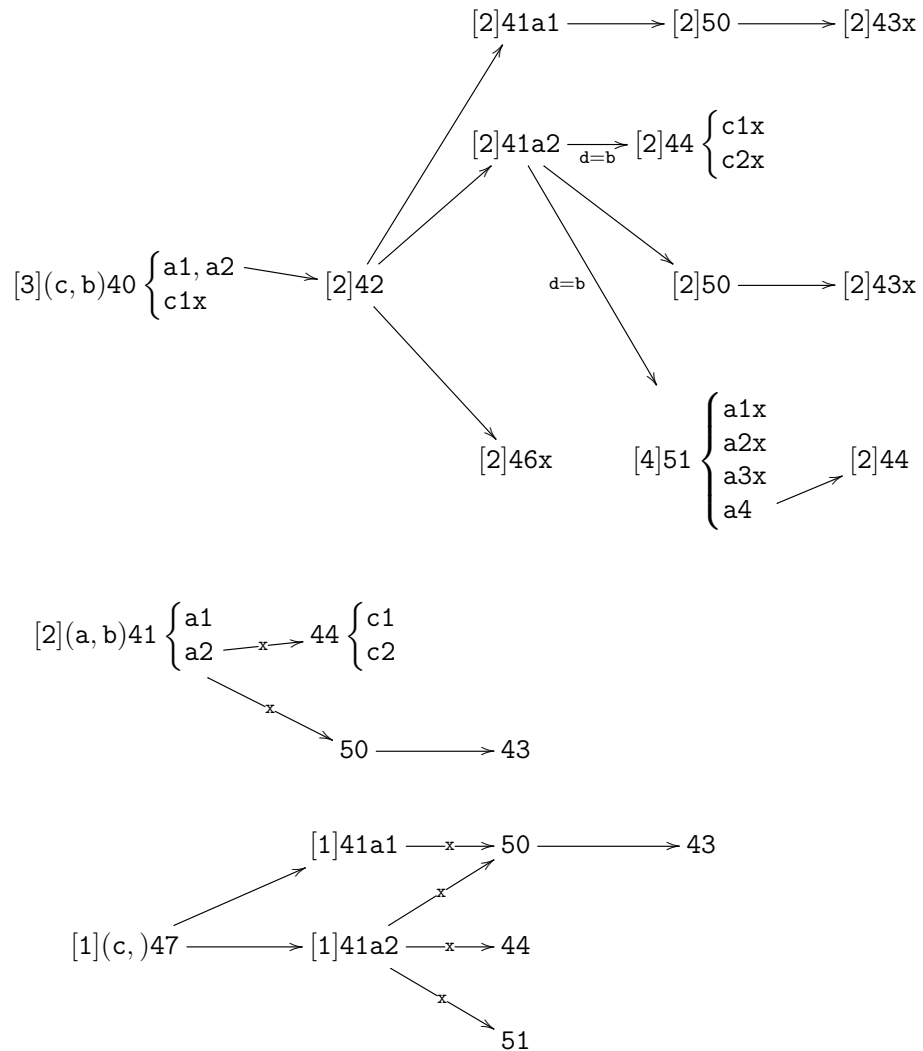 [2]41a1 [2]50 [2]43x
[2]41a2 d=b [2]44 c1x
c2x
[3](c, b)40 a1, a2
c1x
[2]42
d=b
[2]50 [2]43x
[2]46x
[4]51 a1x
a2x
a3x
a4
[2]44
[2](a, b)41 a1
a2
x 44 c1
c2
x
50 43
[1]41a1 x 50 43
x
[1](c, )47 [1]41a2 x 44
x
51